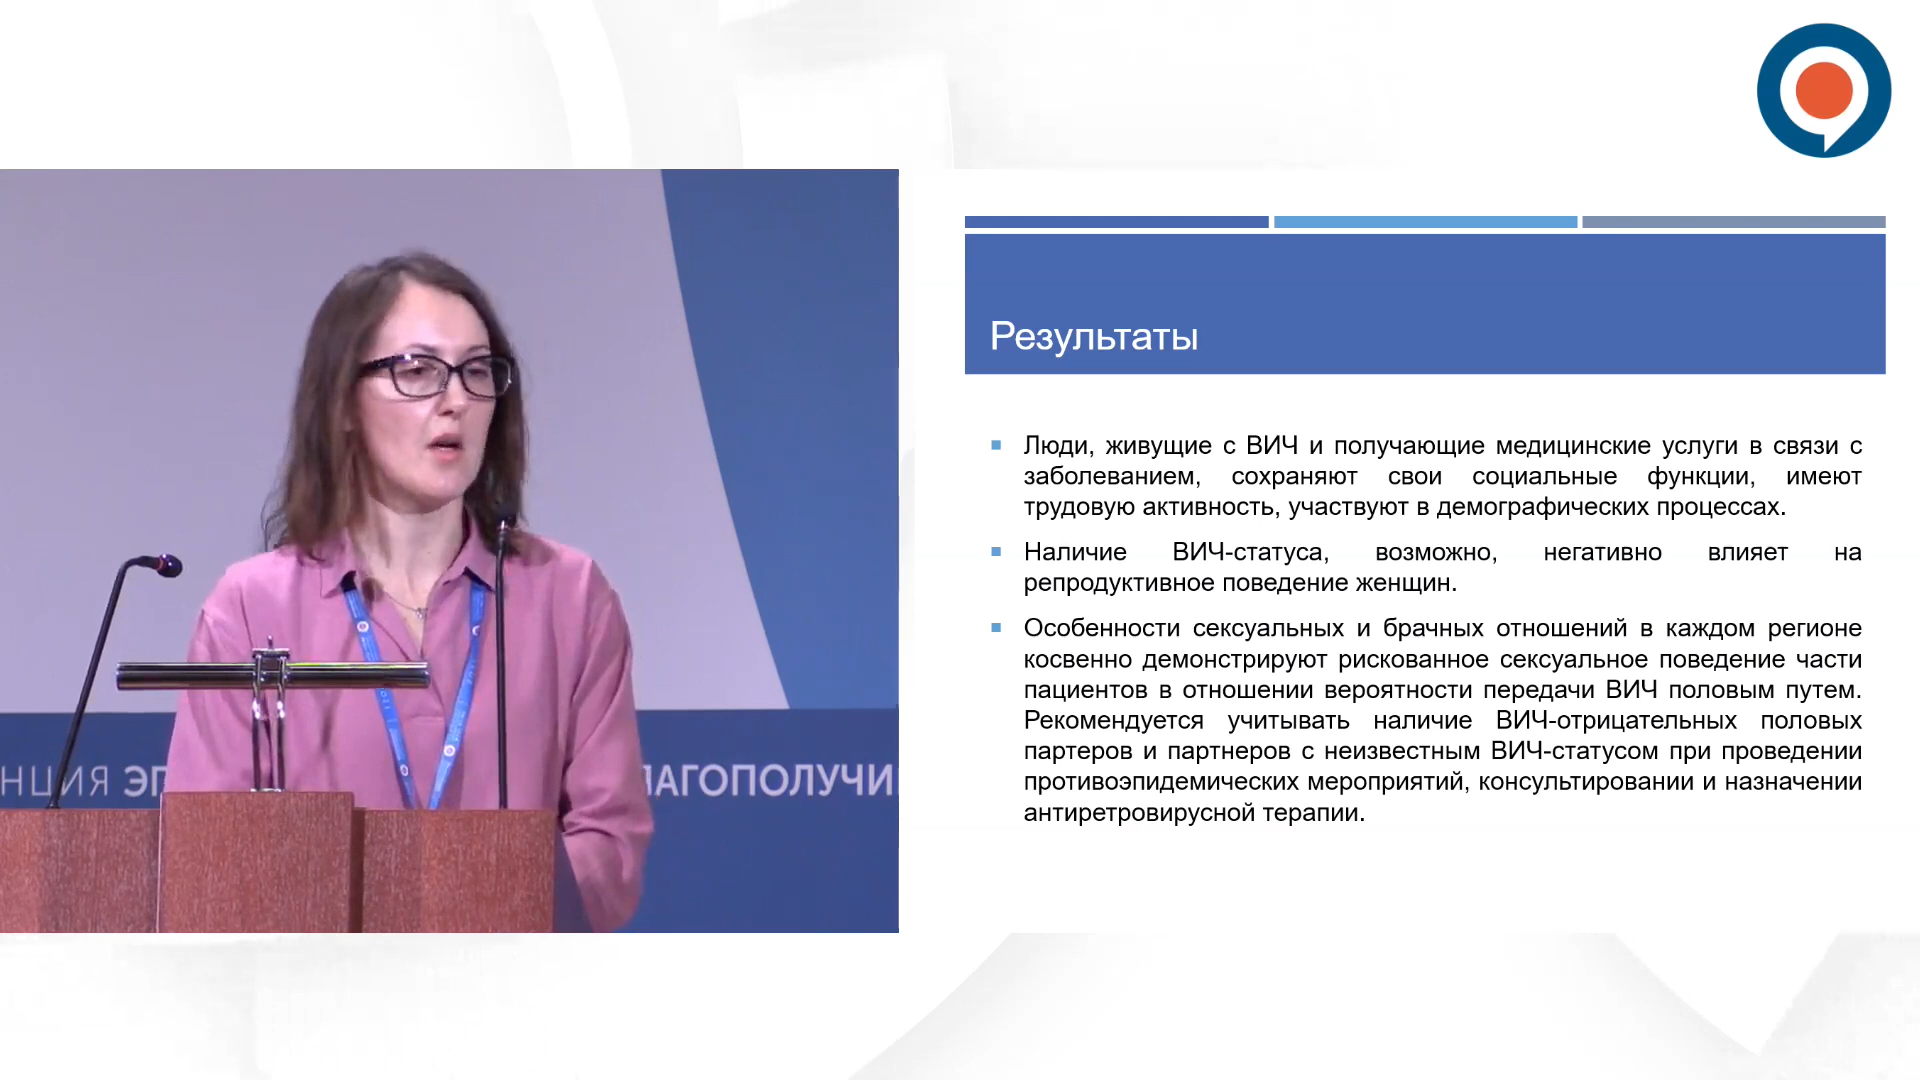 Результаты
Люди, живущие с ВИЧ и получающие медицинские услуги в связи с
заболеванием, сохраняют свои социальные функции, имеют
трудовую активность, участвуют в демографических процессах.
Наличие ВИЧ-статуса, возможно, негативно влияет на
репродуктивное поведение женщин.
Особенности сексуальных и брачных отношений в каждом регионе
косвенно демонстрируют рискованное сексуальное поведение части
пациентов в отношении вероятности передачи ВИЧ половым путем.
Рекомендуется учитывать наличие ВИЧ-отрицательных половых
партеров и партнеров с неизвестным ВИЧ-статусом при проведении
противоэпидемических мероприятий, консультировании и назначении
антиретровирусной терапии.
НЦИЯ ЭП
ЛАГОПОЛУЧИ